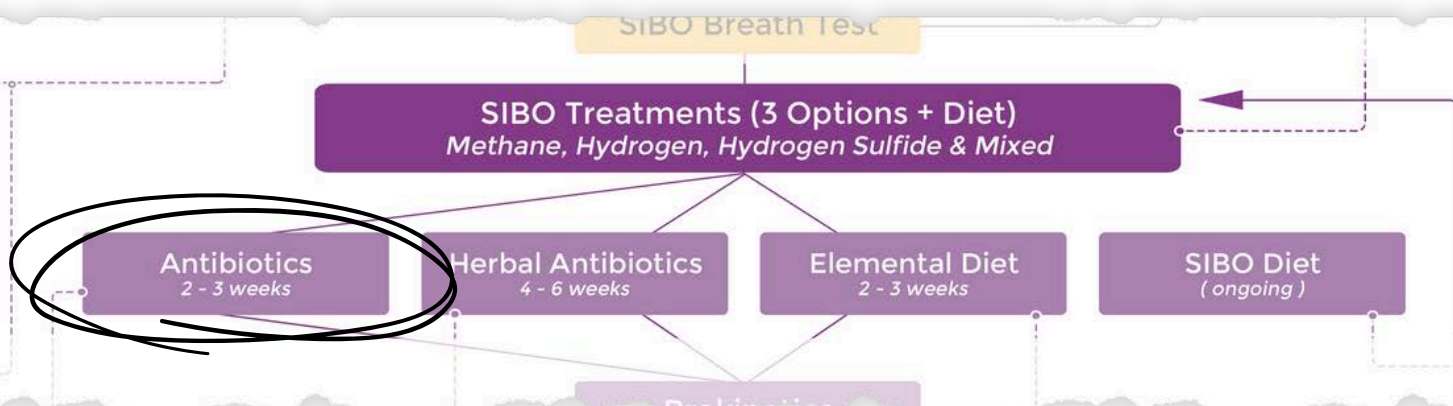 SIBO Breath Test
SIBO Treatments (3 Options + Diet)
Methane, Hydrogen, Hydrogen Sulfide & Mixed
Antibiotics
2 - 3 weeks
Herbal Antibiotics
4 - 6 weeks
Elemental Diet
2 - 3 weeks
SIBO Diet
( ongoing )
Prokinetics